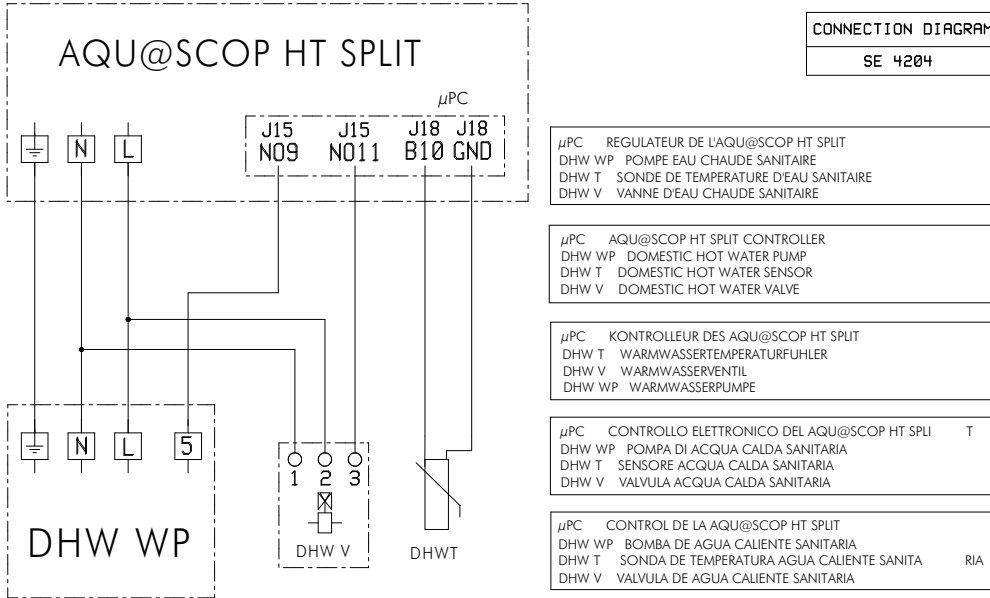 AQU@SCOP HT SPLIT
CONNECTION DIAGRAM
SE 4204
µPC
N L
J15 J15 J18 J18
NO9 NO11 B10 GND
µPC REGULATEUR DE L'AQU@SCOP HT SPLIT
DHW WP POMPE EAU CHAUDE SANITAIRE
DHW T SONDE DE TEMPERATURE D'EAU SANITAIRE
DHW V VANNE D'EAU CHAUDE SANITAIRE
µPC AQU@SCOP HT SPLIT CONTROLLER
DHW WP DOMESTIC HOT WATER PUMP
DHW T DOMESTIC HOT WATER SENSOR
DHW V DOMESTIC HOT WATER VALVE
µPC KONTROLLEUR DES AQU@SCOP HT SPLIT
DHW T WARMWASSERTEMPERATURFUHLER
DHW V WARMWASSERVENTIL
DHW WP WARMWASSERPUMPE
µPC CONTROLLO ELETTRONICO DEL AQU@SCOP HT SPLI T
DHW WP POMPA DI ACQUA CALDA SANITARIA
DHW T SENSORE ACQUA CALDA SANITARIA
DHW V VALVULA ACQUA CALDA SANITARIA
µPC CONTROL DE LA AQU@SCOP HT SPLIT
DHW WP BOMBA DE AGUA CALIENTE SANITARIA
DHW T SONDA DE TEMPERATURA AGUA CALIENTE SANITA RIA
DHW V VALVULA DE AGUA CALIENTE SANITARIA
N L 5
1 2 3
DHW WP
DHW V
DHWT